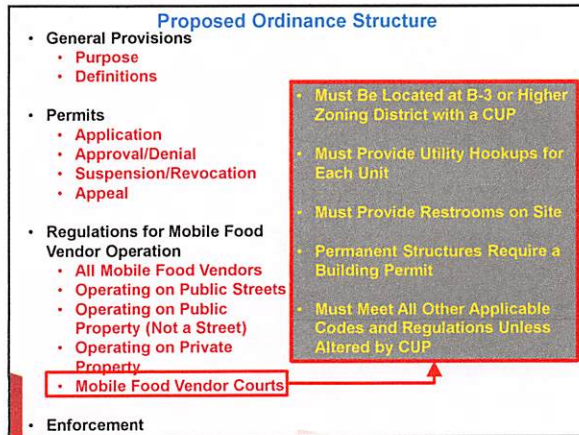 Proposed Ordinance Structure
• General Provisions
• Purpose
• Definitions
• Permits
• Application
• Approval/Denial
• Suspension/Revocation
• Appeal
• Regulations for Mobile Food
Vendor Operation
• All Mobile Food Vendors
• Operating on Public Streets
• Operating on Public
Property (Not a Street)
• Operating on Private
Property
• Mobile Food Vendor Courts
• Enforcement
• Must Be Located at B-3 or Higher
Zoning District with a CUP
• Must Provide Utility Hookups for
Each Unit
• Must Provide Restrooms on Site
• Permanent Structures Require a
Building Permit
• Must Meet All Other Applicable
Codes and Regulations Unless
Altered by CUP